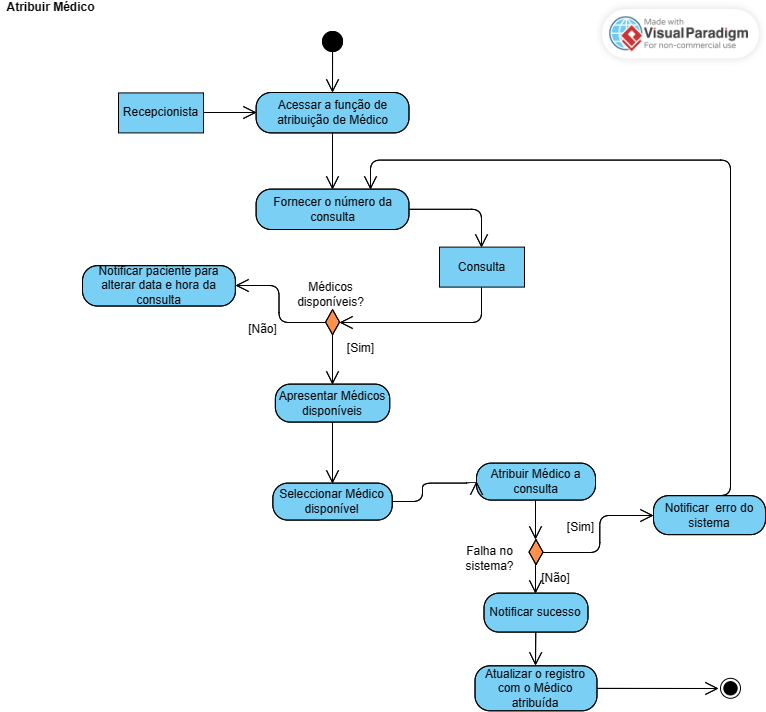 Atribuir Médico
Made with
VisualParadigm
For non-commercial use
Recepcionista
Acessar a função de
atribuição de Médico
Fornecer o número da
consulta
Consulta
Notificar paciente para
alterar data e hora da
consulta
Médicos
disponíveis?
[Não]
[Sim]
Apresentar Médicos
disponíveis
Seleccionar Médico
disponível
Atribuir Médico a
consulta
Notificar erro do
sistema
[Sim]
Falha no
sistema?
[Não]
Notificar sucesso
Atualizar o registro
com o Médico
atribuída